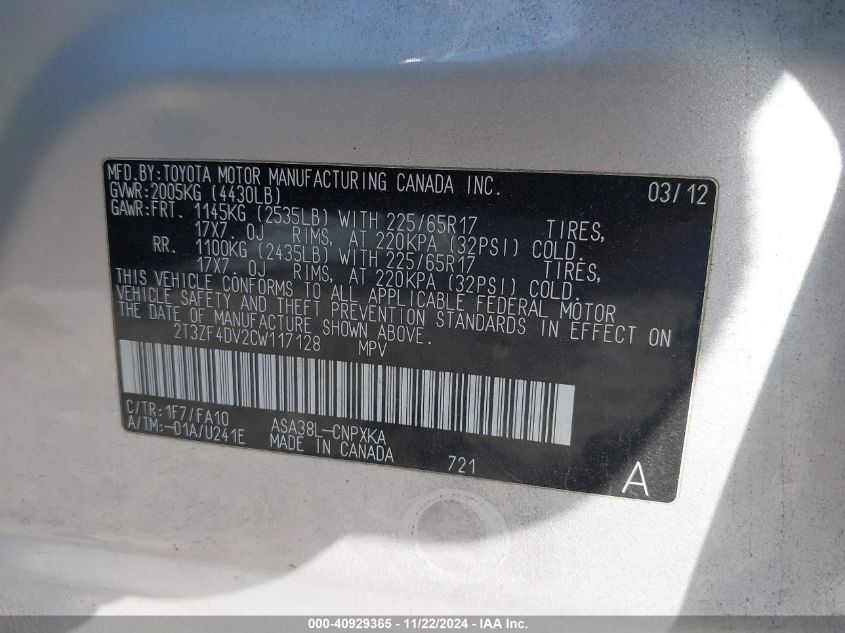 MFD.BY:TOYOTA MOTOR MANUFACTURING CANADA INC. 03/12
GVWR:2005KG (4430LB)
GAWR:FRT. 1145KG (2535LB) WITH 225/65R17 TIRES,
17X7.0J RIMS, AT 220KPA (32PSI) COLD.
RR. 1100KG (2435LB) WITH 225/65R17 TIRES,
17X7.0J RIMS, AT 220KPA (32PSI) COLD.
THIS VEHICLE CONFORMS TO ALL APPLICABLE FEDERAL MOTOR
VEHICLE SAFETY AND THEFT PREVENTION STANDARDS IN EFFECT ON
THE DATE OF MANUFACTURE SHOWN ABOVE.
2T3ZF4DV2CW117128 MPV
C/TR:1F7/FA10 ASA38L-CNPXKA
A/TM:-01A/U241E MADE IN CANADA 721 A
000-40929365 - 11/22/2024 - IAA Inc.